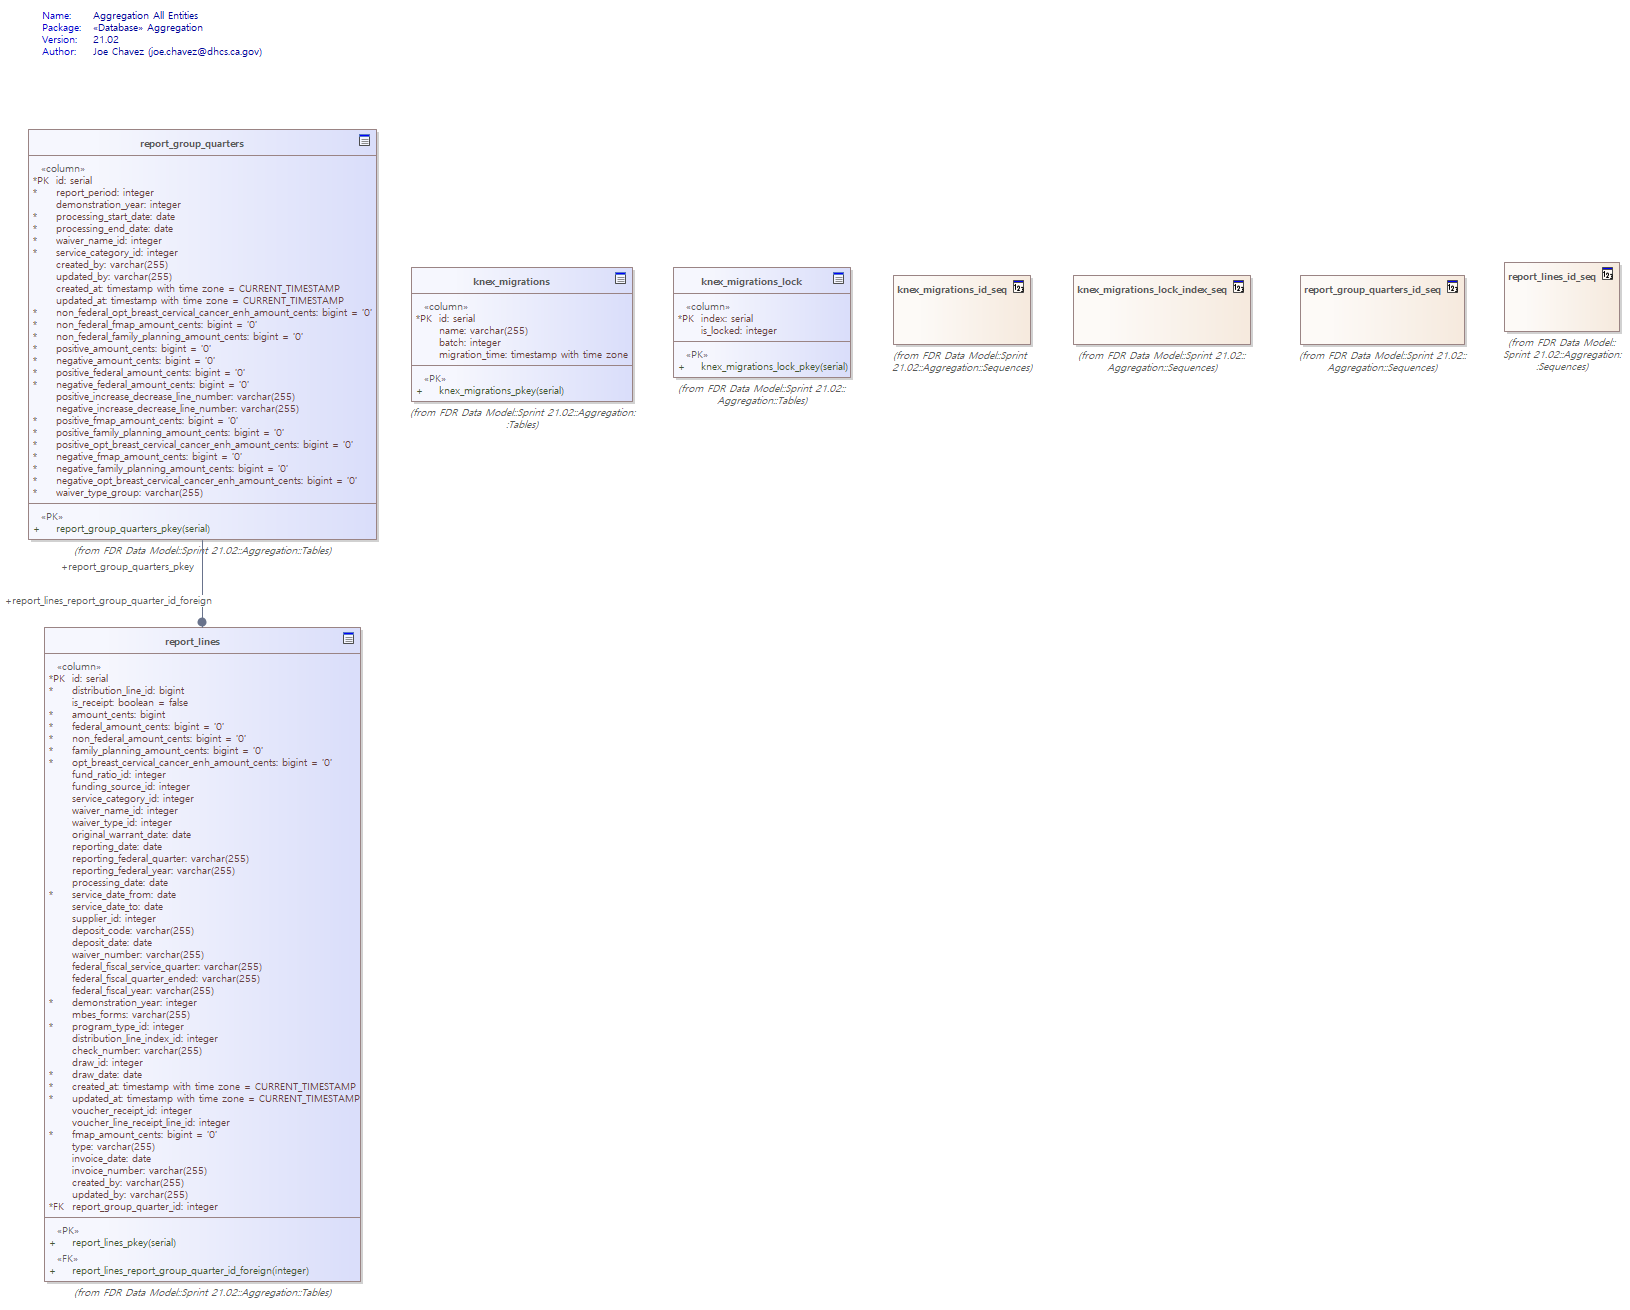 Name: Aggregation All Entities
Package: «Database» Aggregation
Version: 21.02
Author: Joe Chavez (joe.chavez@dhcs.ca.gov)
report_group_quarters
«column»
*PK id: serial
* report_period: integer
demonstration_year: integer
* processing_start_date: date
* processing_end_date: date
* waiver_name_id: integer
* service_category_id: integer
created_by: varchar(255)
updated_by: varchar(255)
created_at: timestamp with time zone = CURRENT_TIMESTAMP
updated_at: timestamp with time zone = CURRENT_TIMESTAMP
* non_federal_opt_breast_cervical_cancer_enh_amount_cents: bigint = '0'
* non_federal_fmap_amount_cents: bigint = '0'
* non_federal_family_planning_amount_cents: bigint = '0'
* positive_amount_cents: bigint = '0'
* negative_amount_cents: bigint = '0'
* positive_federal_amount_cents: bigint = '0'
* negative_federal_amount_cents: bigint = '0'
positive_increase_decrease_line_number: varchar(255)
negative_increase_decrease_line_number: varchar(255)
* positive_fmap_amount_cents: bigint = '0'
* positive_family_planning_amount_cents: bigint = '0'
* positive_opt_breast_cervical_cancer_enh_amount_cents: bigint = '0'
* negative_fmap_amount_cents: bigint = '0'
* negative_family_planning_amount_cents: bigint = '0'
* negative_opt_breast_cervical_cancer_enh_amount_cents: bigint = '0'
* waiver_type_group: varchar(255)
«PK»
+ report_group_quarters_pkey(serial)
(from FDR Data Model::Sprint 21.02::Aggregation::Tables)
+report_group_quarters_pkey
+report_lines_report_group_quarter_id_foreign
report_lines
«column»
*PK id: serial
* distribution_line_id: bigint
is_receipt: boolean = false
* amount_cents: bigint
* federal_amount_cents: bigint = '0'
* non_federal_amount_cents: bigint = '0'
* family_planning_amount_cents: bigint = '0'
* opt_breast_cervical_cancer_enh_amount_cents: bigint = '0'
fund_ratio_id: integer
funding_source_id: integer
service_category_id: integer
waiver_name_id: integer
waiver_type_id: integer
original_warrant_date: date
reporting_date: date
reporting_federal_quarter: varchar(255)
reporting_federal_year: varchar(255)
processing_date: date
* service_date_from: date
service_date_to: date
supplier_id: integer
deposit_code: varchar(255)
deposit_date: date
waiver_number: varchar(255)
federal_fiscal_service_quarter: varchar(255)
federal_fiscal_quarter_ended: varchar(255)
federal_fiscal_year: varchar(255)
* demonstration_year: integer
mbes_forms: varchar(255)
* program_type_id: integer
distribution_line_index_id: integer
check_number: varchar(255)
draw_id: integer
* draw_date: date
* created_at: timestamp with time zone = CURRENT_TIMESTAMP
* updated_at: timestamp with time zone = CURRENT_TIMESTAMP
voucher_receipt_id: integer
voucher_line_receipt_line_id: integer
* fmap_amount_cents: bigint = '0'
type: varchar(255)
invoice_date: date
invoice_number: varchar(255)
created_by: varchar(255)
updated_by: varchar(255)
*FK report_group_quarter_id: integer
«PK»
+ report_lines_pkey(serial)
«FK»
+ report_lines_report_group_quarter_id_foreign(integer)
(from FDR Data Model::Sprint 21.02::Aggregation::Tables)
knex_migrations
«column»
*PK id: serial
name: varchar(255)
batch: integer
migration_time: timestamp with time zone
«PK»
+ knex_migrations_pkey(serial)
(from FDR Data Model::Sprint 21.02::Aggregation:
:Tables)
knex_migrations_lock
«column»
*PK index: serial
is_locked: integer
«PK»
+ knex_migrations_lock_pkey(serial)
(from FDR Data Model::Sprint 21.02::
Aggregation::Tables)
knex_migrations_id_seq
(from FDR Data Model::Sprint
21.02::Aggregation::Sequences)
knex_migrations_lock_index_seq
(from FDR Data Model::Sprint 21.02::
Aggregation::Sequences)
report_group_quarters_id_seq
(from FDR Data Model::Sprint 21.02::
Aggregation::Sequences)
report_lines_id_seq
(from FDR Data Model::
Sprint 21.02::Aggregation:
:Sequences)